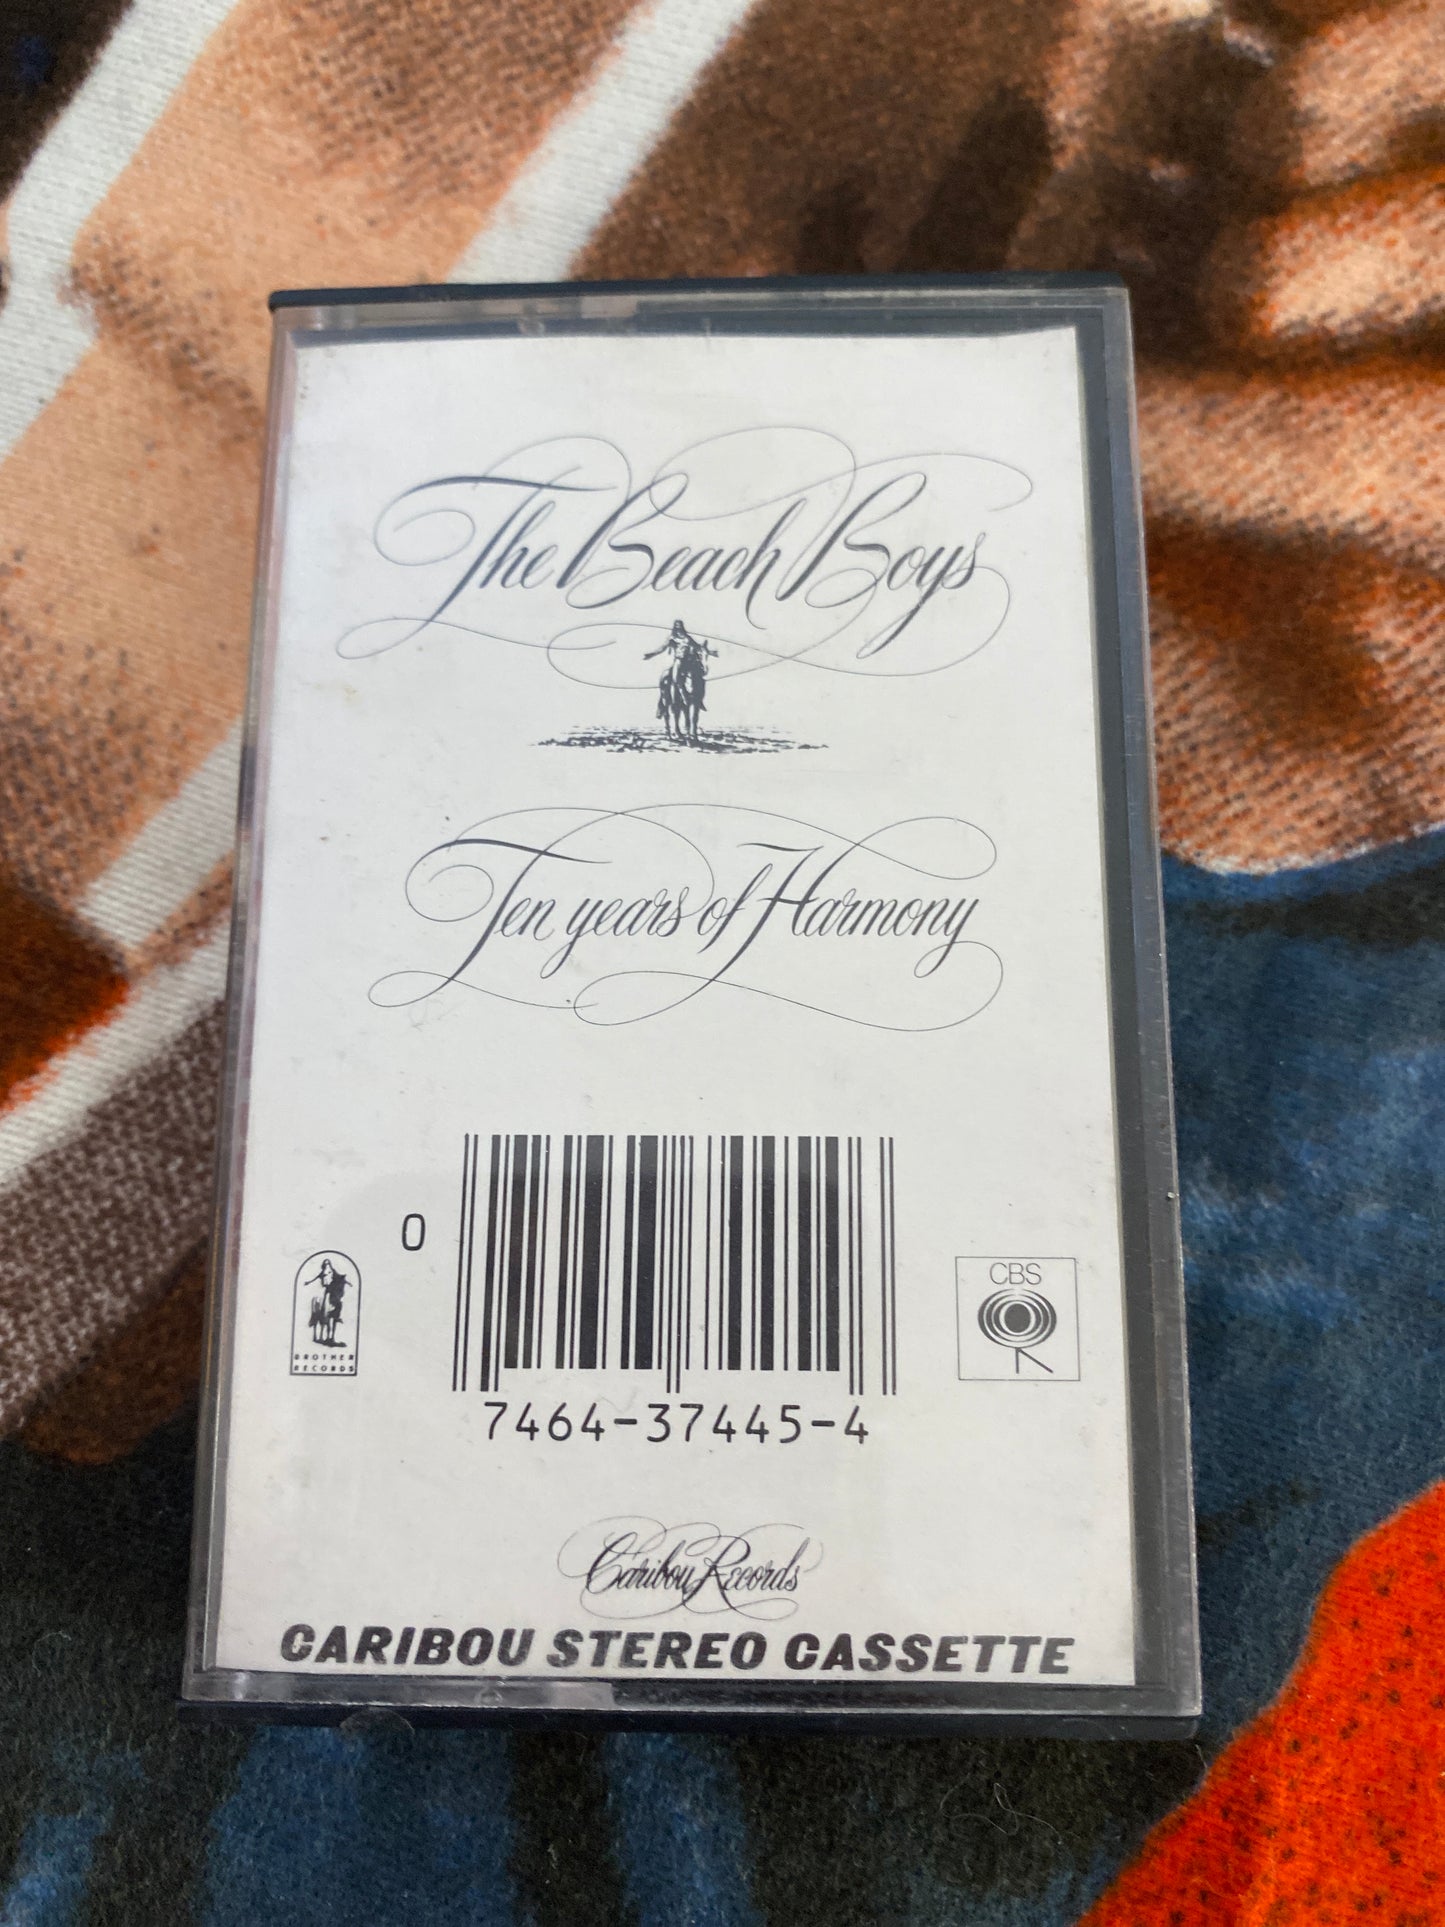 The Beach Boys
Ten years of Harmony
0
7464-37445-4
BROTHER
RECORDS
CBS
Caribou Records
CARIBOU STEREO CASSETTE